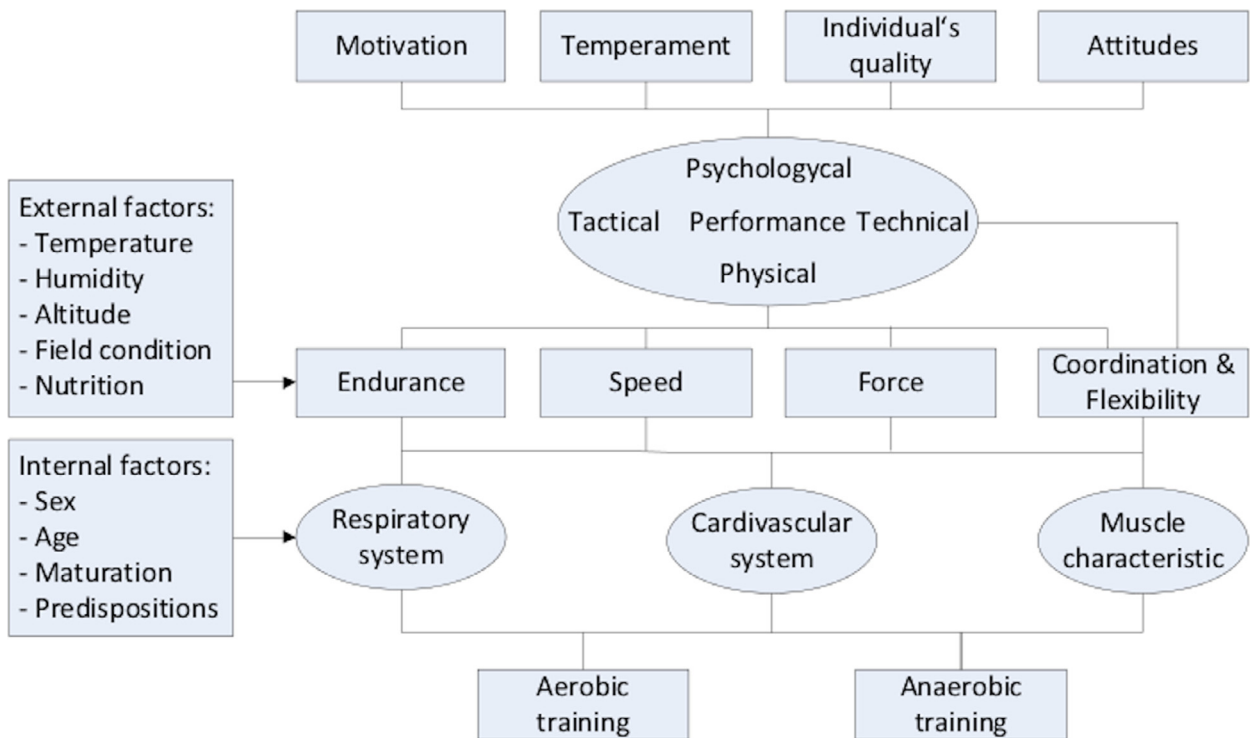 Motivation
Temperament
Individual‘s
quality
Attitudes
Psychologycal
Tactical Performance Technical
Physical
External factors:
- Temperature
- Humidity
- Altitude
- Field condition
- Nutrition
Endurance
Speed
Force
Coordination &
Flexibility
Internal factors:
- Sex
- Age
- Maturation
- Predispositions
Respiratory
system
Cardivascular
system
Muscle
characteristic
Aerobic
training
Anaerobic
training